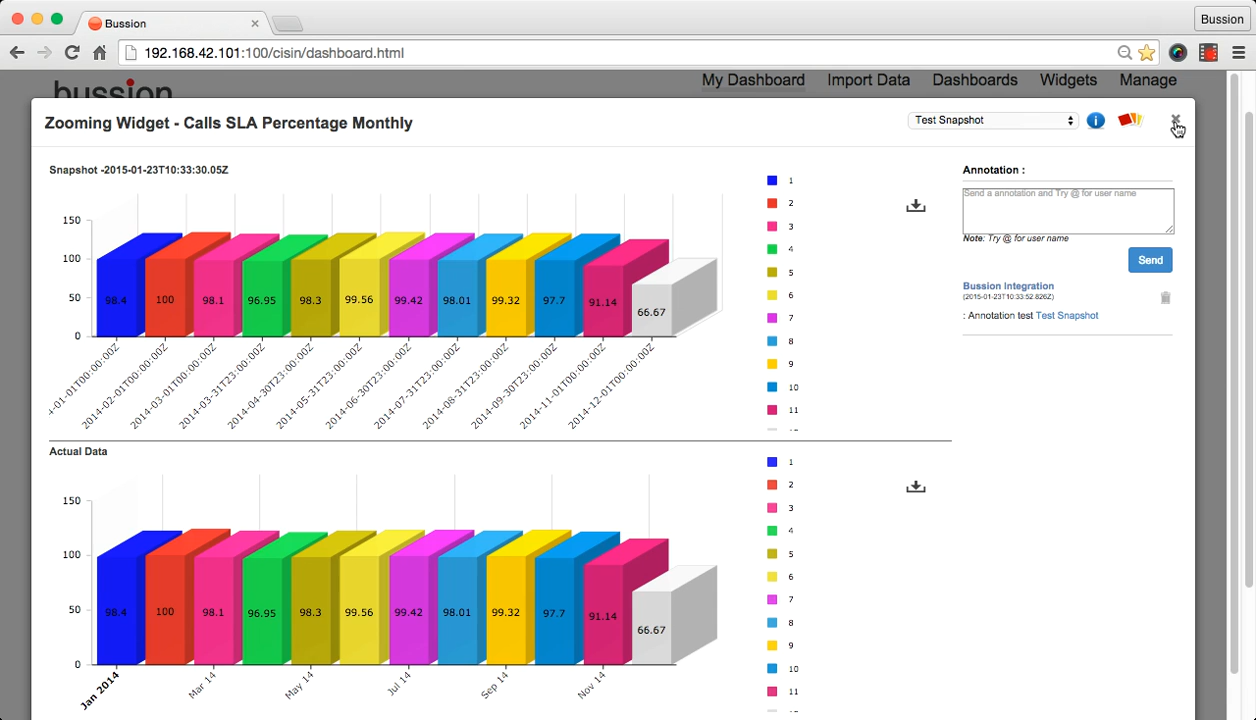 Bussion
Bussion
192.168.42.101:100/cisin/dashboard.html
bussion
My Dashboard Import Data Dashboards Widgets Manage
Zooming Widget - Calls SLA Percentage Monthly
Test Snapshot
Snapshot -2015-01-23T10:33:30.05Z
150
100
50
0
98.4 100 98.1 96.95 98.3 99.56 99.42 98.01 99.32 97.7 91.14 66.67
-01-01T00:00:00Z
2014-02-01T00:00:00Z
2014-03-01T00:00:00Z
2014-03-31T23:00:00Z
2014-04-30T23:00:00Z
2014-05-31T23:00:00Z
2014-06-30T23:00:00Z
2014-07-31T23:00:00Z
2014-08-31T23:00:00Z
2014-09-30T23:00:00Z
2014-11-01T00:00:00Z
2014-12-01T00:00:00Z
1
2
3
4
5
6
7
8
9
10
11
Annotation :
Send a annotation and Try @ for user name
Note: Try @ for user name
Send
Bussion Integration
[2015-01-23T10:33:52.826Z)
: Annotation test Test Snapshot
Actual Data
150
100
50
0
98.4 100 98.1 96.95 98.3 99.56 99.42 98.01 99.32 97.7 91.14 66.67
Jan 2014
Mar 14
May 14
Jul 14
Sep 14
Nov 14
1
2
3
4
5
6
7
8
9
10
11